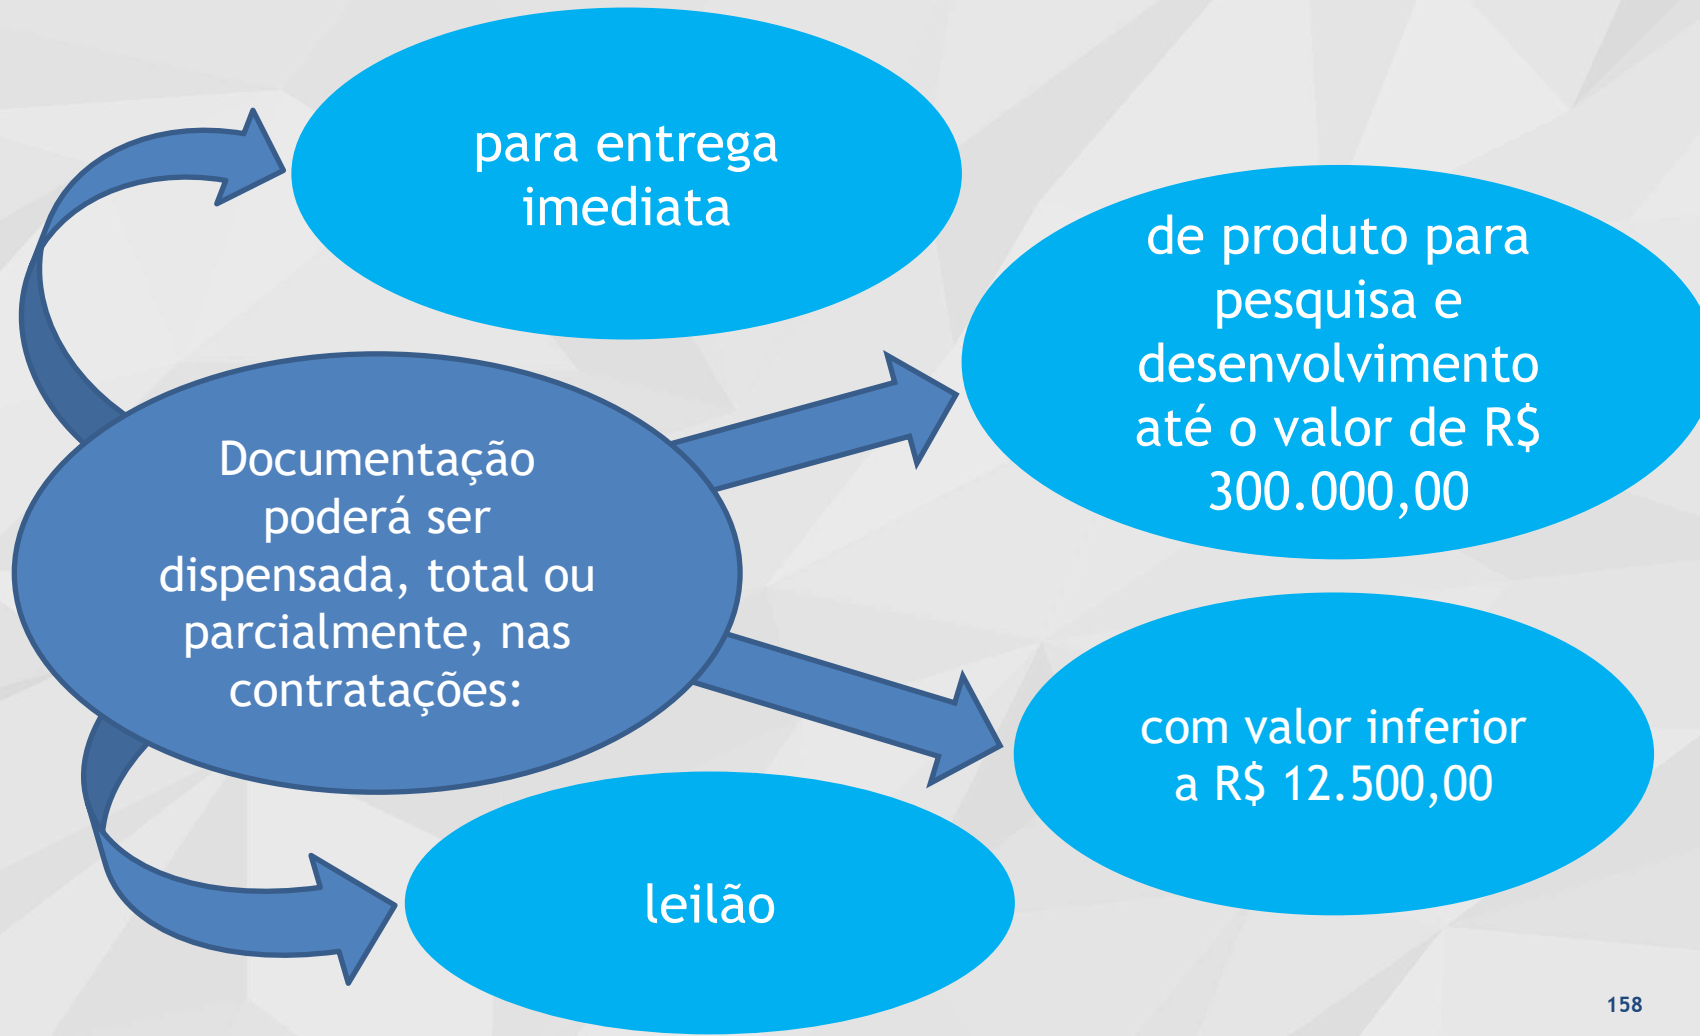 para entrega
imediata
de produto para
pesquisa e
desenvolvimento
até o valor de R$
300.000,00
Documentação
poderá ser
dispensada, total ou
parcialmente, nas
contratações:
com valor inferior
a R$ 12.500,00
leilão
158